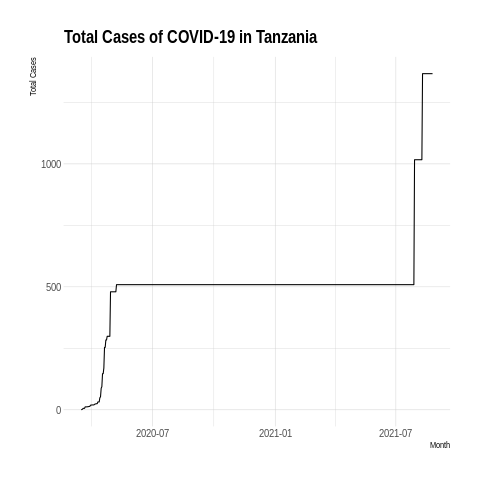 Total Cases of COVID-19 in Tanzania
Total Cases
1000
500
0
2020-07 2021-01 2021-07
Month